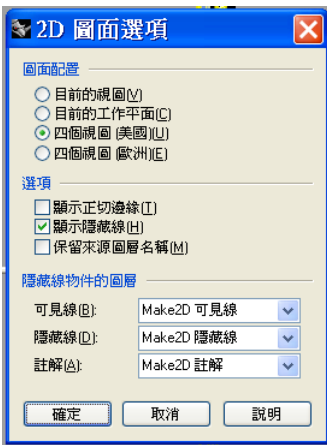 2D 圖面選項
圖面配置
目前的視圖(V)
目前的工作平面(C)
四個視圖 (美國)(U)
四個視圖 (歐洲)(E)
選項
顯示正切邊緣(T)
顯示隱藏線(H)
保留來源圖層名稱(M)
隱藏線物件的圖層
可見線(B): Make2D 可見線
隱藏線(D): Make2D 隱藏線
註解(A): Make2D 註解
確定 取消 說明